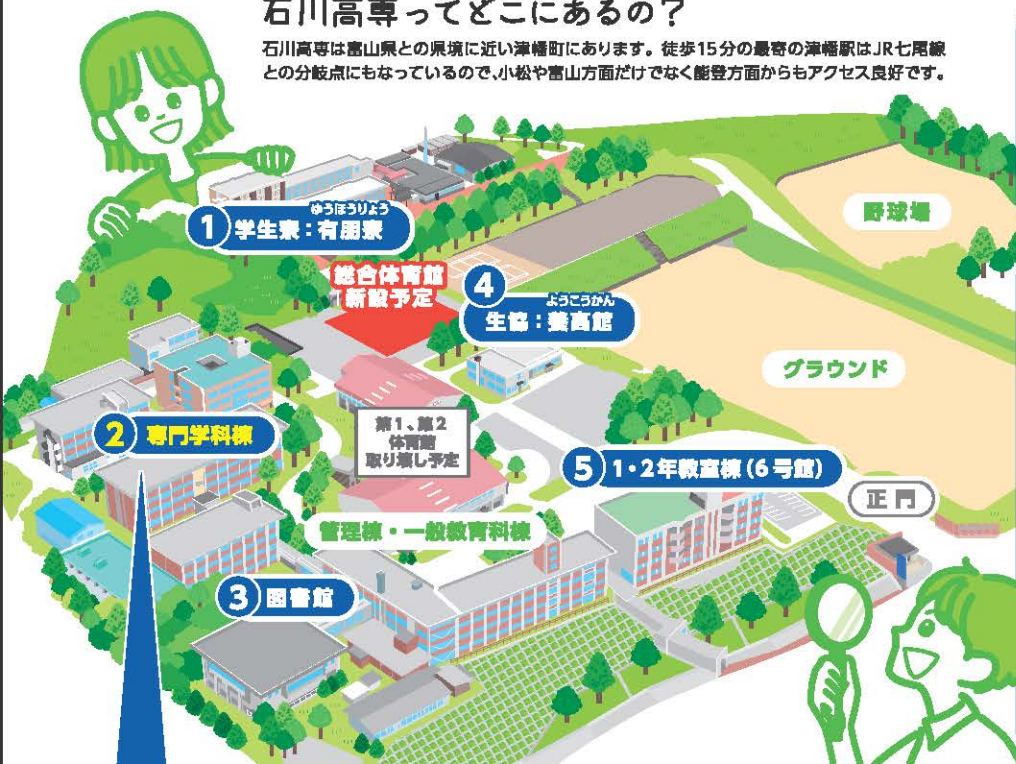 石川高専ってどこにあるの？
石川高専は富山県との県境に近い津幡町にあります。徒歩15分の最寄の津幡駅はJR七尾線
との分岐点にもなっているので、小松や富山方面だけでなく能登方面からもアクセス良好です。
野球場
ゆうほうりょう
1 学生寮：有朋寮
総合体育館
新設予定
4
ようこうかん
生協：養高館
グラウンド
2 専門学科棟
第1、第2
体育館
取り壊し予定
5 1・2年教室棟（6号館）
正門
管理棟・一般教育科棟
3 図書館